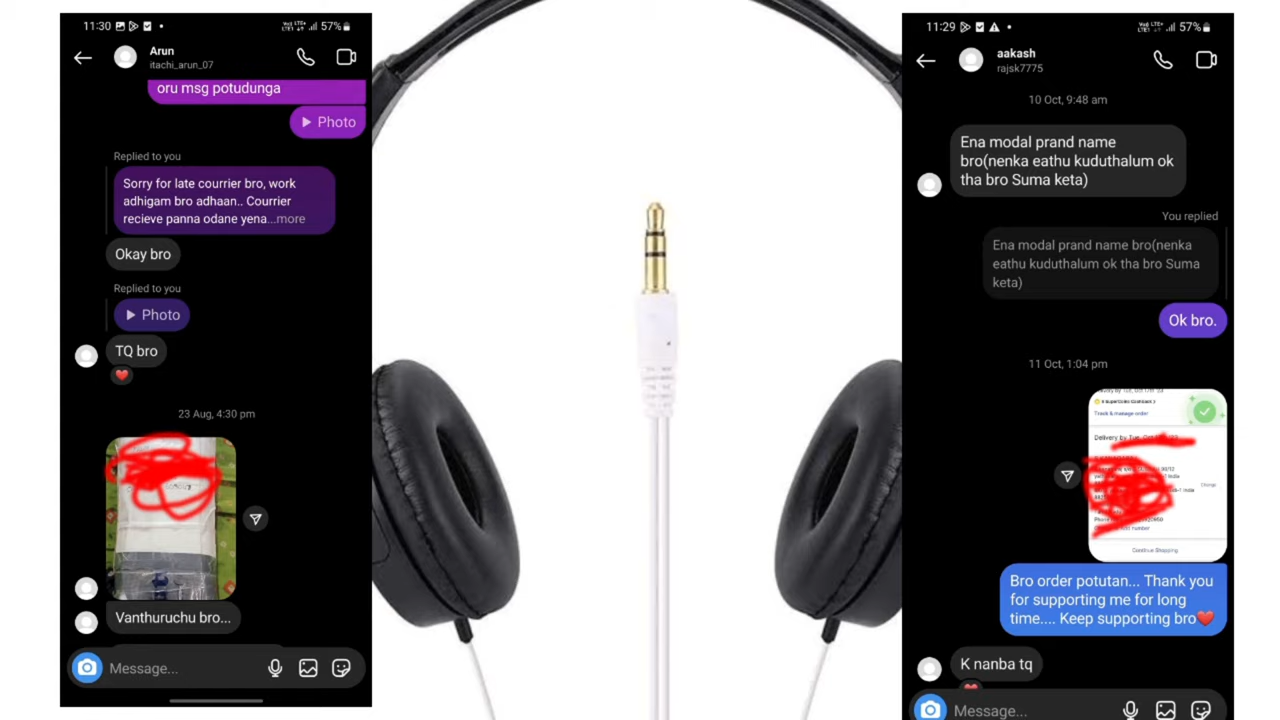 11:30
57%
Arun
itachi_arun_07
oru msg potudunga
Photo
Replied to you
Sorry for late courrier bro, work
adhigam bro adhaan.. Courrier
recieve panna odane yena...more
Okay bro
Replied to you
Photo
TQ bro
❤️
23 Aug, 4:30 pm
Vanthuruchu bro...
Message...
11:29
57%
aakash
rajsk7775
10 Oct, 9:48 am
Ena modal prand name
bro(nenka eathu kuduthalum ok
tha bro Suma keta)
You replied
Ena modal prand name bro(nenka
eathu kuduthalum ok tha bro Suma
keta)
Ok bro.
11 Oct, 1:04 pm
Track & manage order
Delivery by Tue,
Change
Continue Shopping
Bro order potutan... Thank you
for supporting me for long
time.... Keep supporting bro❤️
K nanba tq
Message...